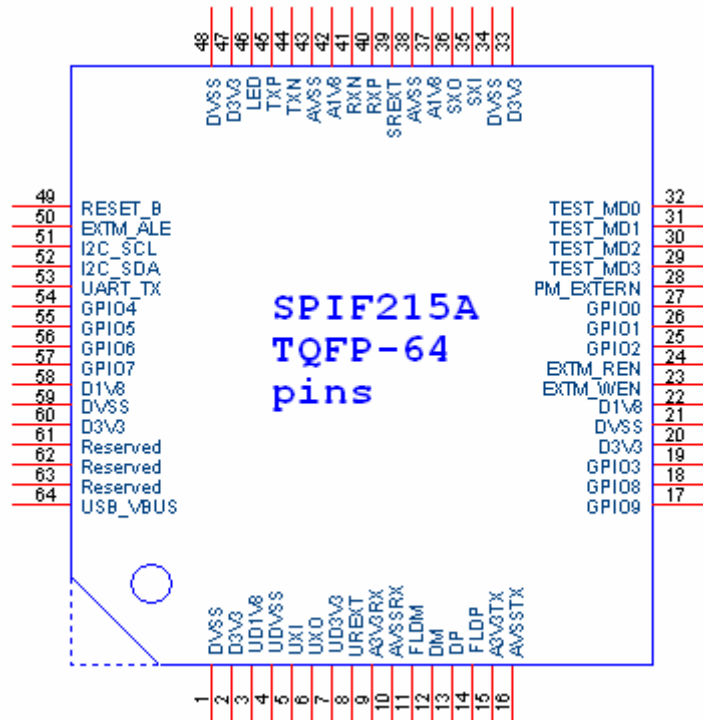 48 47 46 45 44 43 42 41 40 39 38 37 36 35 34 33
DVSS D3V3 LED TXP TXN AVSS A1V8 RXN RXP SREXT AVSS A1V8 SXO SXI DVSS D3V3
49 RESET_B
50 EXTM_ALE
51 I2C_SCL
52 I2C_SDA
53 UART_TX
54 GPIO4
55 GPIO5
56 GPIO6
57 GPIO7
58 D1V8
59 DVSS
60 D3V3
61 Reserved
62 Reserved
63 Reserved
64 USB_VBUS
SPIF215A
TQFP-64
pins
TEST_MD0 32
TEST_MD1 31
TEST_MD2 30
TEST_MD3 29
PM_EXTERN 28
GPIO0 27
GPIO1 26
GPIO2 25
EXTM_REN 24
EXTM_WEN 23
D1V8 22
DVSS 21
D3V3 20
GPIO3 19
GPIO8 18
GPIO9 17
DVSS D3V3 UD1V8 UDVSS UXI UXO UD3V3 UREXT A3V3RX AVSSRX FLDM DM DP FLDP A3V3TX AVSSTX
1 2 3 4 5 6 7 8 9 10 11 12 13 14 15 16